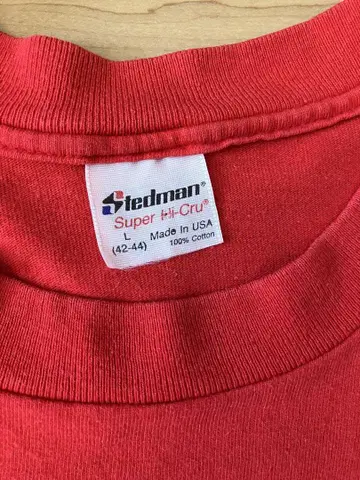 Stedman®
Super Hi-Cru®
L Made In USA
(42-44) 100% Cotton